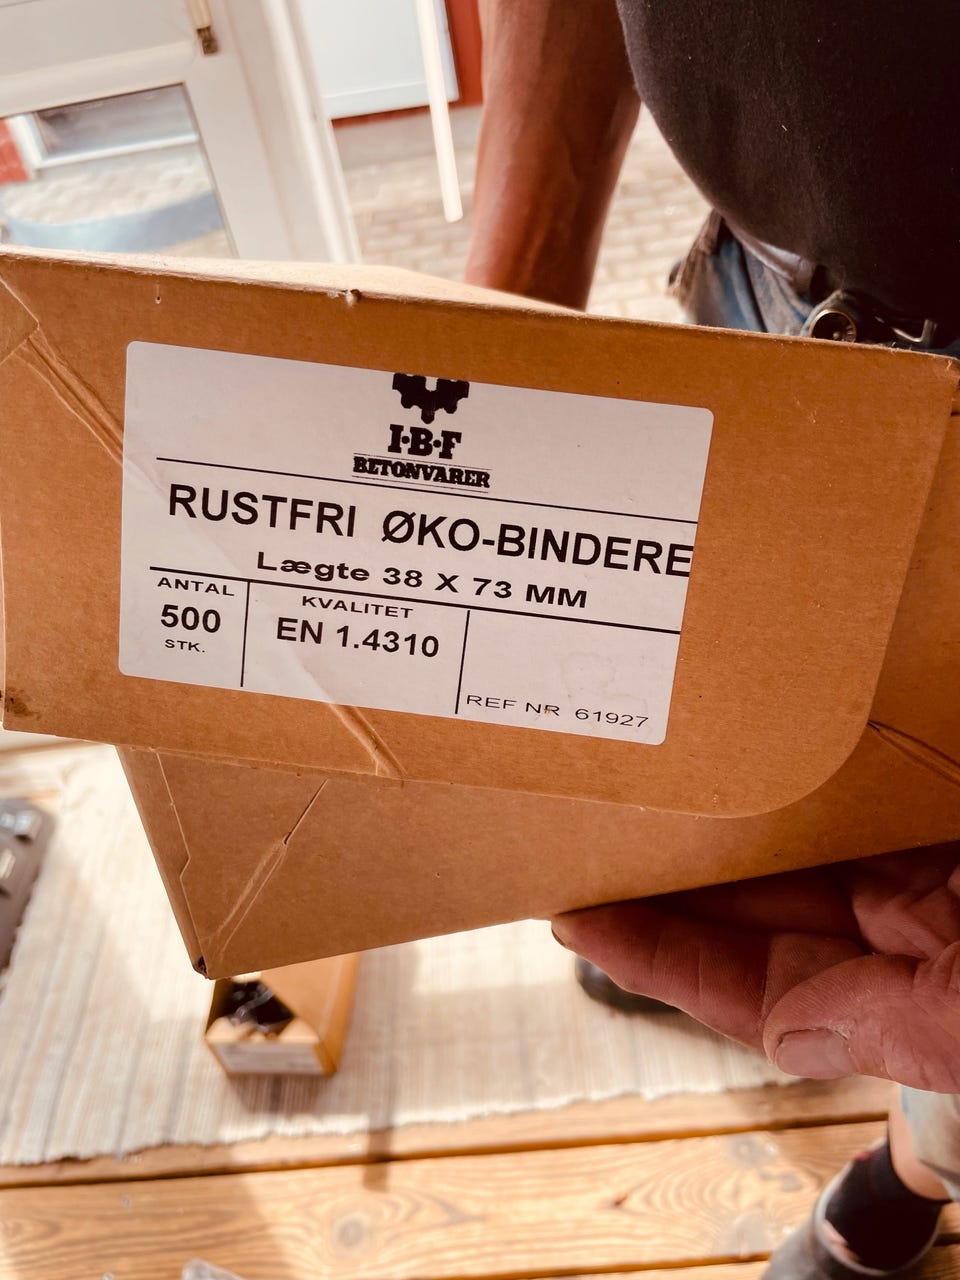 I·B·F
BETONVARER
RUSTFRI ØKO-BINDERE
Lægte 38 X 73 MM
ANTAL
500
STK.
KVALITET
EN 1.4310
REF NR 61927